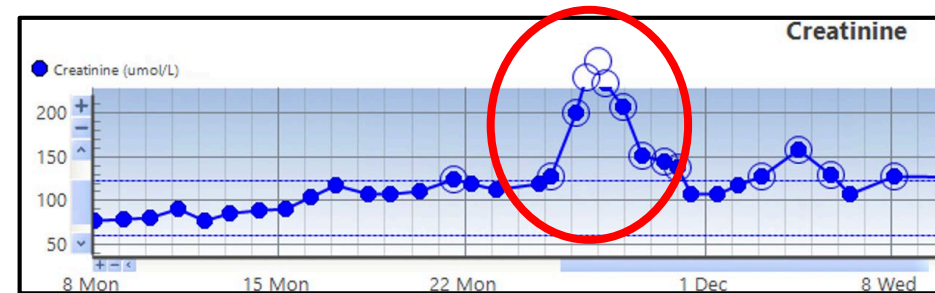 Creatinine
Creatinine (umol/L)
200
150
100
50
8 Mon 15 Mon 22 Mon 1 Dec 8 Wed